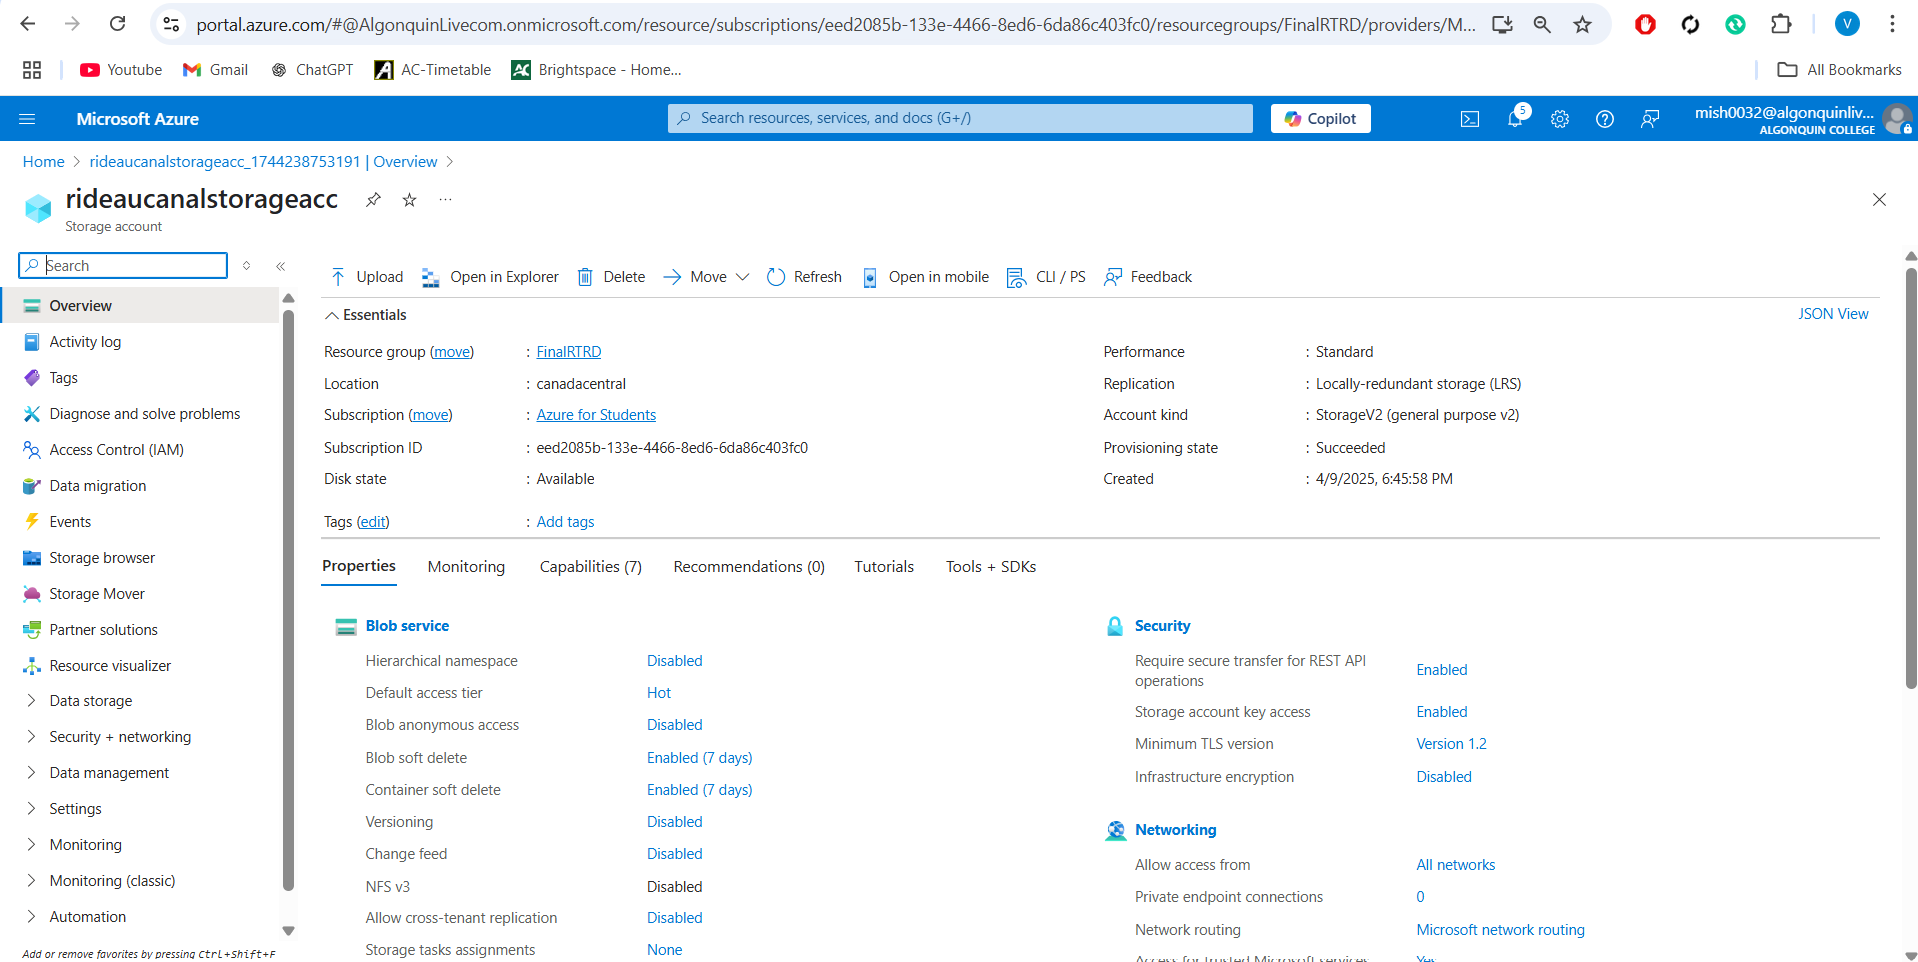 portal.azure.com/#@AlgonquinLivecom.onmicrosoft.com/resource/subscriptions/eed2085b-133e-4466-8ed6-6da86c403fc0/resourcegroups/FinalRTRD/providers/M...
V
Youtube
Gmail
ChatGPT
AC-Timetable
Brightspace - Home...
All Bookmarks
Microsoft Azure
Search resources, services, and docs (G+/)
Copilot
5
mish0032@algonquinliv...
ALGONQUIN COLLEGE
Home > rideaucanalstorageacc_1744238753191 | Overview >
rideaucanalstorageacc
...
Storage account
Search
Overview
Activity log
Tags
Diagnose and solve problems
Access Control (IAM)
Data migration
Events
Storage browser
Storage Mover
Partner solutions
Resource visualizer
Data storage
Security + networking
Data management
Settings
Monitoring
Monitoring (classic)
Automation
Add or remove favorites by pressing Ctrl+Shift+F
Upload
Open in Explorer
Delete
Move
Refresh
Open in mobile
CLI / PS
Feedback
Essentials
JSON View
Resource group (move) : FinalRTRD
Location : canadacentral
Subscription (move) : Azure for Students
Subscription ID : eed2085b-133e-4466-8ed6-6da86c403fc0
Disk state : Available
Performance : Standard
Replication : Locally-redundant storage (LRS)
Account kind : StorageV2 (general purpose v2)
Provisioning state : Succeeded
Created : 4/9/2025, 6:45:58 PM
Tags (edit) : Add tags
Properties
Monitoring
Capabilities (7)
Recommendations (0)
Tutorials
Tools + SDKs
Blob service
Hierarchical namespace Disabled
Default access tier Hot
Blob anonymous access Disabled
Blob soft delete Enabled (7 days)
Container soft delete Enabled (7 days)
Versioning Disabled
Change feed Disabled
NFS v3 Disabled
Allow cross-tenant replication Disabled
Storage tasks assignments None
Security
Require secure transfer for REST API
operations
Enabled
Storage account key access Enabled
Minimum TLS version Version 1.2
Infrastructure encryption Disabled
Networking
Allow access from All networks
Private endpoint connections 0
Network routing Microsoft network routing
Access for trusted Microsoft services Yes